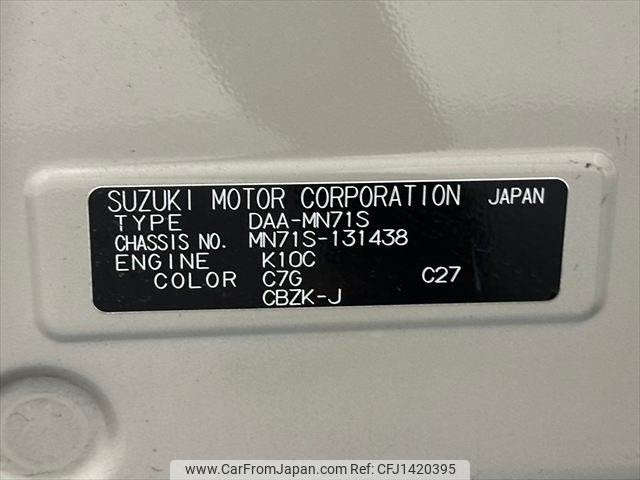 SUZUKI MOTOR CORPORATION JAPAN
TYPE DAA-MN71S
CHASSIS NO. MN71S-131438
ENGINE K10C
COLOR C7G C27
CBZK-J
www.CarFromJapan.com | ID: CFJ1420395